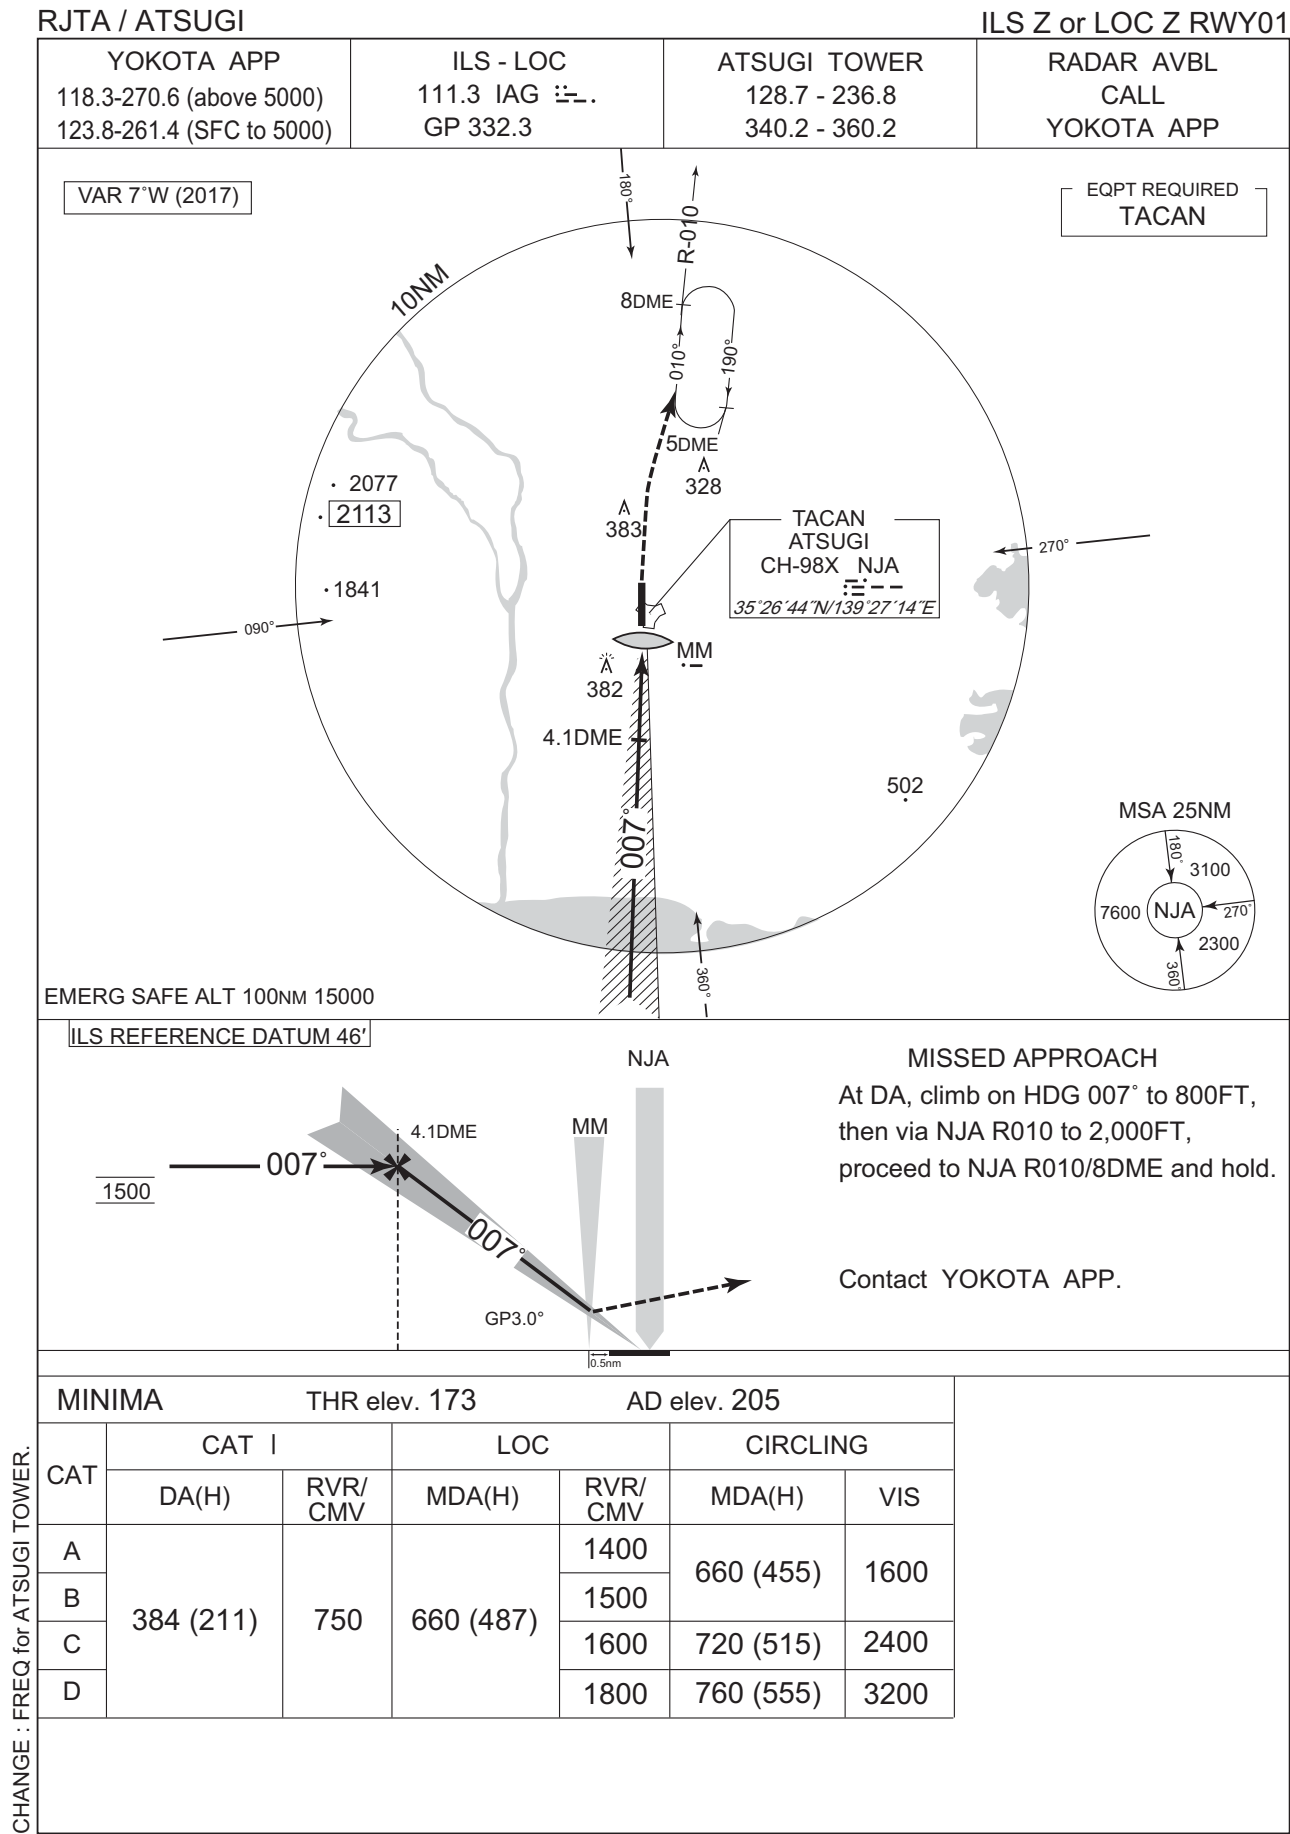 RJTA / ATSUGI
ILS Z or LOC Z RWY01
YOKOTA APP
118.3-270.6 (above 5000)
123.8-261.4 (SFC to 5000)
ILS - LOC
111.3 IAG
GP 332.3
ATSUGI TOWER
128.7 - 236.8
340.2 - 360.2
RADAR AVBL
CALL
YOKOTA APP
VAR 7°W (2017)
EQPT REQUIRED
TACAN
180°
R-010
10NM
8DME
010°
190°
5DME
328
383
2077
2113
1841
090°
270°
TACAN
ATSUGI
CH-98X NJA
35°26´44˝N/139°27´14˝E
MM
382
4.1DME
007°
502
360°
MSA 25NM
180°
3100
7600
NJA
270°
2300
360°
EMERG SAFE ALT 100NM 15000
ILS REFERENCE DATUM 46′
NJA
MM
4.1DME
007°
1500
007°
GP3.0°
0.5nm
MISSED APPROACH
At DA, climb on HDG 007° to 800FT,
then via NJA R010 to 2,000FT,
proceed to NJA R010/8DME and hold.
Contact YOKOTA APP.
MINIMA THR elev. 173 AD elev. 205
CAT
CAT I
LOC
CIRCLING
DA(H)
RVR/
CMV
MDA(H)
RVR/
CMV
MDA(H)
VIS
A
B
C
D
384 (211)
750
660 (487)
1400
1500
1600
1800
660 (455)
1600
720 (515)
2400
760 (555)
3200
CHANGE : FREQ for ATSUGI TOWER.